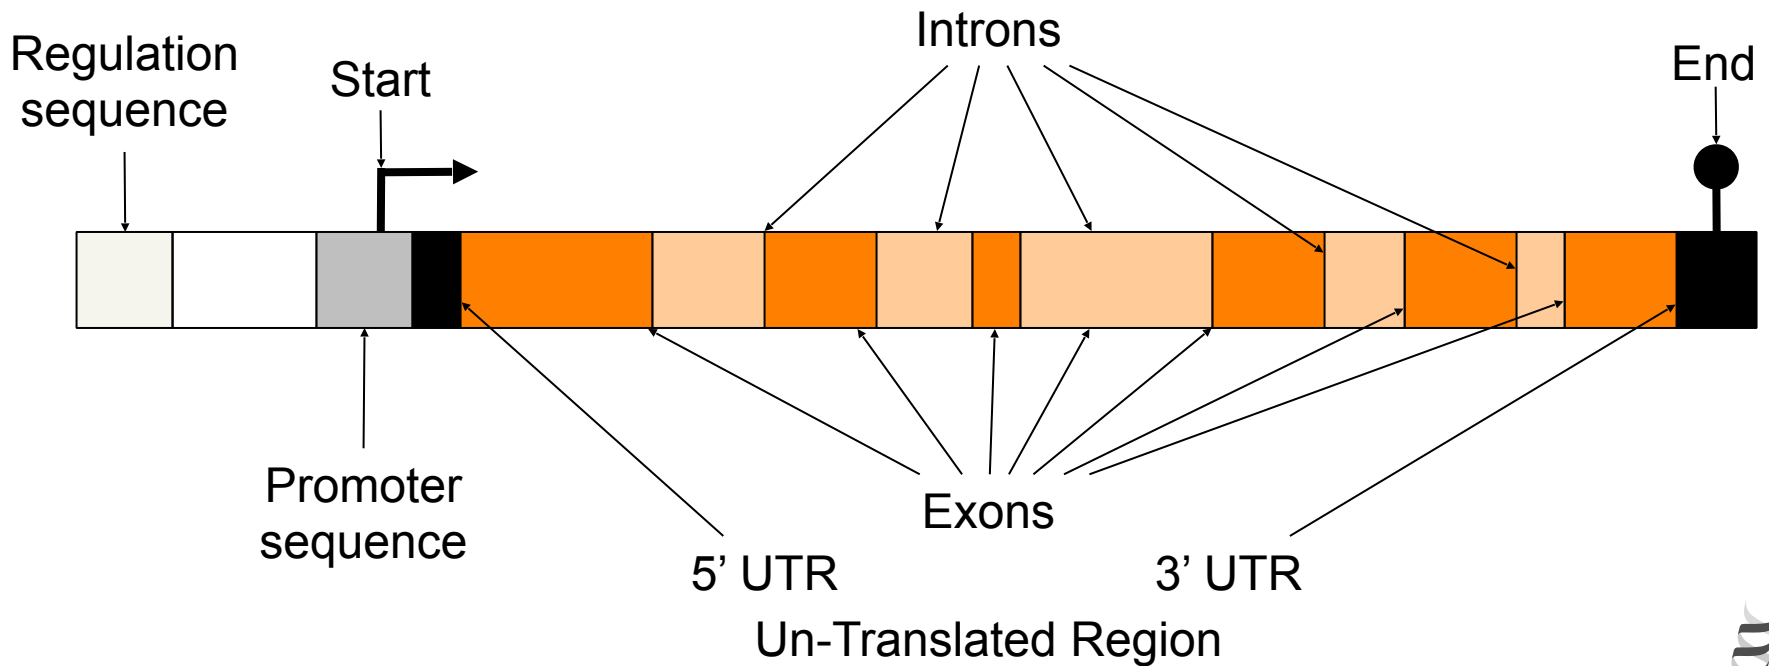 Introns
Regulation
sequence
Start
End
Promoter
sequence
Exons
5’ UTR
3’ UTR
Un-Translated Region